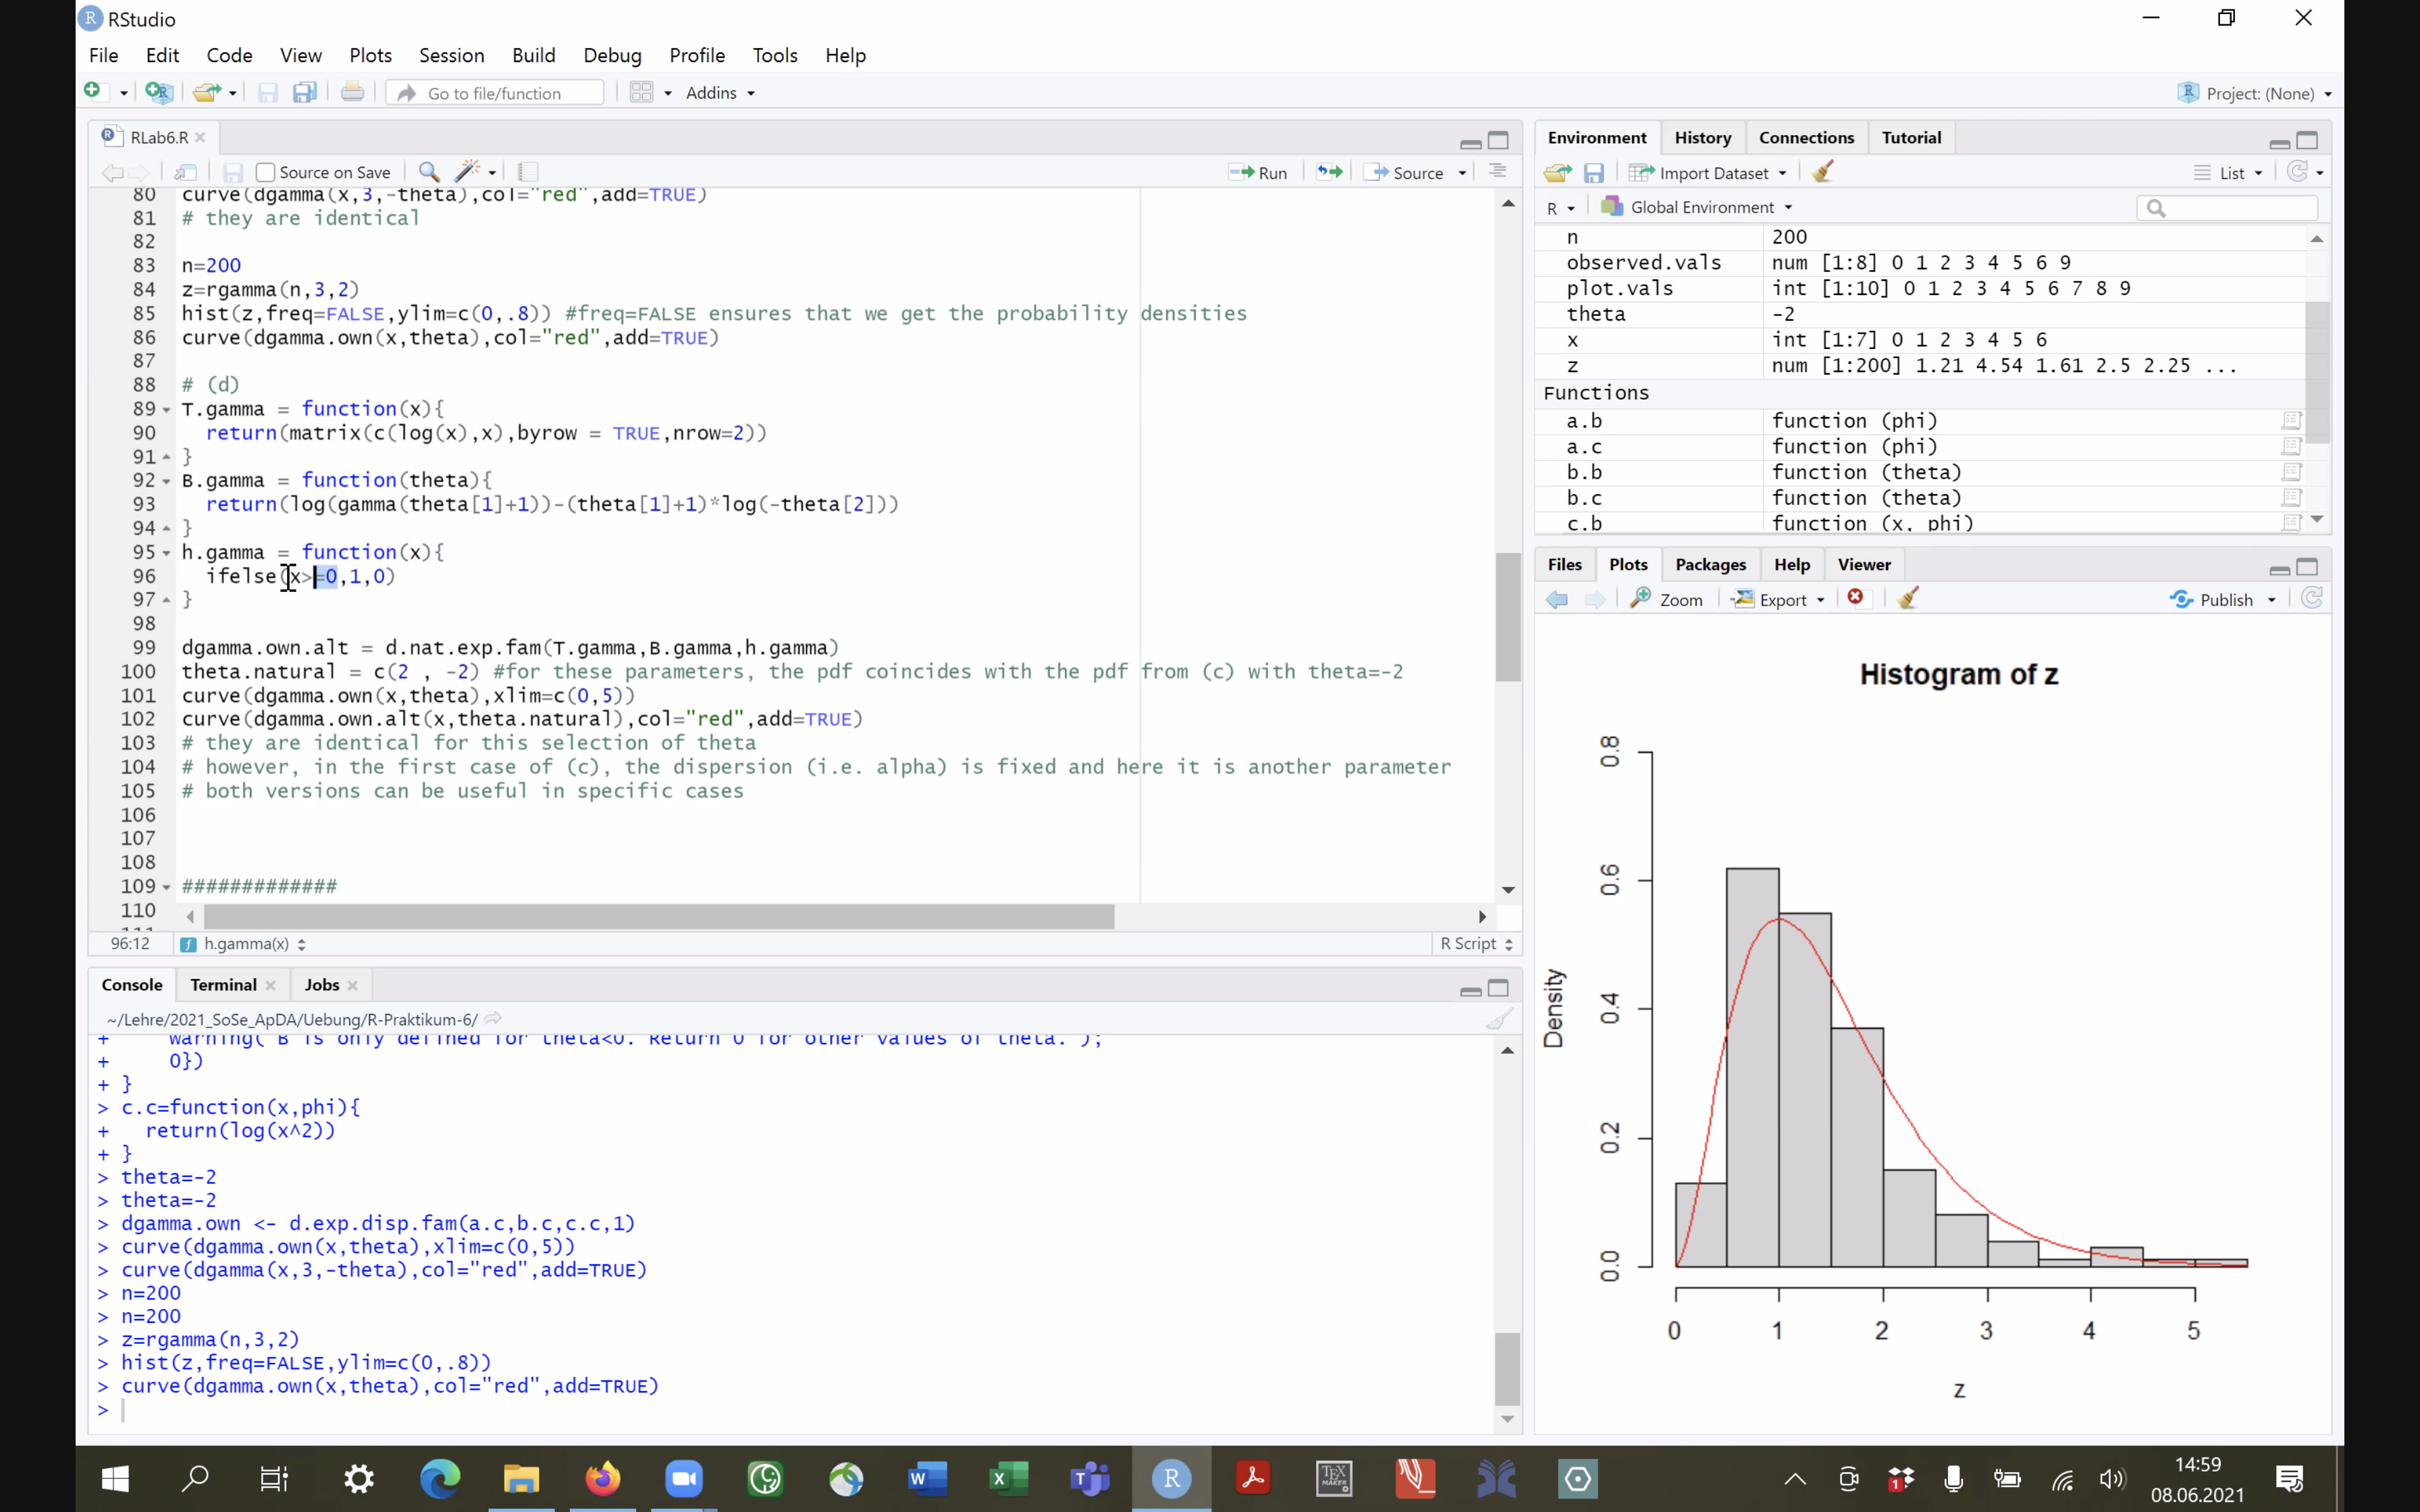 RStudio
File Edit Code View Plots Session Build Debug Profile Tools Help
Go to file/function Addins Project: (None)
RLab6.R
Source on Save Run Source
80 curve(dgamma(x,3,-theta),col="red",add=TRUE)
81 # they are identical
82
83 n=200
84 z=rgamma(n,3,2)
85 hist(z,freq=FALSE,ylim=c(0,.8)) #freq=FALSE ensures that we get the probability densities
86 curve(dgamma.own(x,theta),col="red",add=TRUE)
87
88 # (d)
89 T.gamma = function(x){
90 return(matrix(c(log(x),x),byrow = TRUE,nrow=2))
91 }
92 B.gamma = function(theta){
93 return(log(gamma(theta[1]+1))-(theta[1]+1)*log(-theta[2]))
94 }
95 h.gamma = function(x){
96 ifelse(x>=0,1,0)
97 }
98
99 dgamma.own.alt = d.nat.exp.fam(T.gamma,B.gamma,h.gamma)
100 theta.natural = c(2 , -2) #for these parameters, the pdf coincides with the pdf from (c) with theta=-2
101 curve(dgamma.own(x,theta),xlim=c(0,5))
102 curve(dgamma.own.alt(x,theta.natural),col="red",add=TRUE)
103 # they are identical for this selection of theta
104 # however, in the first case of (c), the dispersion (i.e. alpha) is fixed and here it is another parameter
105 # both versions can be useful in specific cases
106
107
108
109 #############
110
96:12 h.gamma(x) R Script
Console Terminal Jobs
~/Lehre/2021_SoSe_ApDA/Uebung/R-Praktikum-6/
+ warning("B is only defined for theta<0. Return 0 for other values of theta.");
+ 0})
+ }
> c.c=function(x,phi){
+ return(log(x^2))
+ }
> theta=-2
> theta=-2
> dgamma.own <- d.exp.disp.fam(a.c,b.c,c.c,1)
> curve(dgamma.own(x,theta),xlim=c(0,5))
> curve(dgamma(x,3,-theta),col="red",add=TRUE)
> n=200
> n=200
> z=rgamma(n,3,2)
> hist(z,freq=FALSE,ylim=c(0,.8))
> curve(dgamma.own(x,theta),col="red",add=TRUE)
>
Environment History Connections Tutorial
Import Dataset List
R Global Environment
n 200
observed.vals num [1:8] 0 1 2 3 4 5 6 9
plot.vals int [1:10] 0 1 2 3 4 5 6 7 8 9
theta -2
x int [1:7] 0 1 2 3 4 5 6
z num [1:200] 1.21 4.54 1.61 2.5 2.25 ...
Functions
a.b function (phi)
a.c function (phi)
b.b function (theta)
b.c function (theta)
c.b function (x, phi)
Files Plots Packages Help Viewer
Zoom Export Publish
Histogram of z
Density
0.8
0.6
0.4
0.2
0.0
0 1 2 3 4 5
z
14:59
08.06.2021